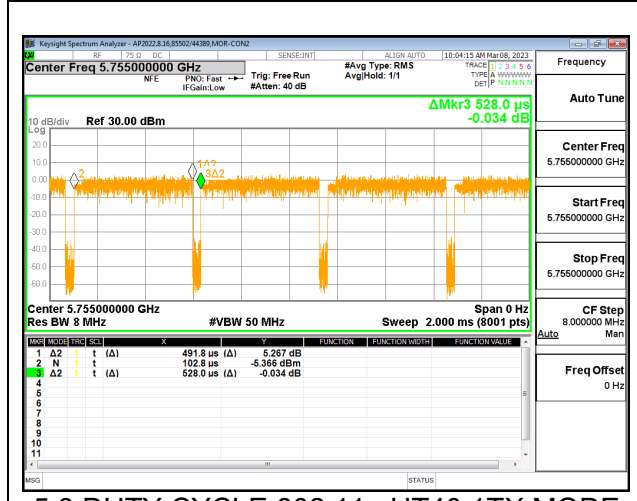 Keysight Spectrum Analyzer - AP2022.8.16,85502/44389,MOR-CON2
RF 75 Ω DC SENSE:INT ALIGN AUTO 10:04:15 AM Mar 08, 2023
Center Freq 5.755000000 GHz
NFE
PNO: Fast
IFGain:Low
Trig: Free Run
#Atten: 40 dB
#Avg Type: RMS
Avg|Hold: 1/1
TRACE 1 2 3 4 5 6
TYPE A WWWWW
DET P N N N N N
ΔMkr3 528.0 µs
-0.034 dB
10 dB/div Ref 30.00 dBm
Log
20.0
10.0
0.00
-10.0
-20.0
-30.0
-40.0
-50.0
-60.0
2
1Δ2
3Δ2
Center 5.755000000 GHz Span 0 Hz
Res BW 8 MHz #VBW 50 MHz Sweep 2.000 ms (8001 pts)
MKR MODE TRC SCL X Y FUNCTION FUNCTION WIDTH FUNCTION VALUE
1 Δ2 1 t (Δ) 491.8 µs (Δ) 5.267 dB
2 N 1 t 102.8 µs -5.366 dBm
3 Δ2 1 t (Δ) 528.0 µs (Δ) -0.034 dB
4
5
6
7
8
9
10
11
MSG STATUS
Frequency
Auto Tune
Center Freq
5.755000000 GHz
Start Freq
5.755000000 GHz
Stop Freq
5.755000000 GHz
CF Step
8.000000 MHz
Auto Man
Freq Offset
0 Hz